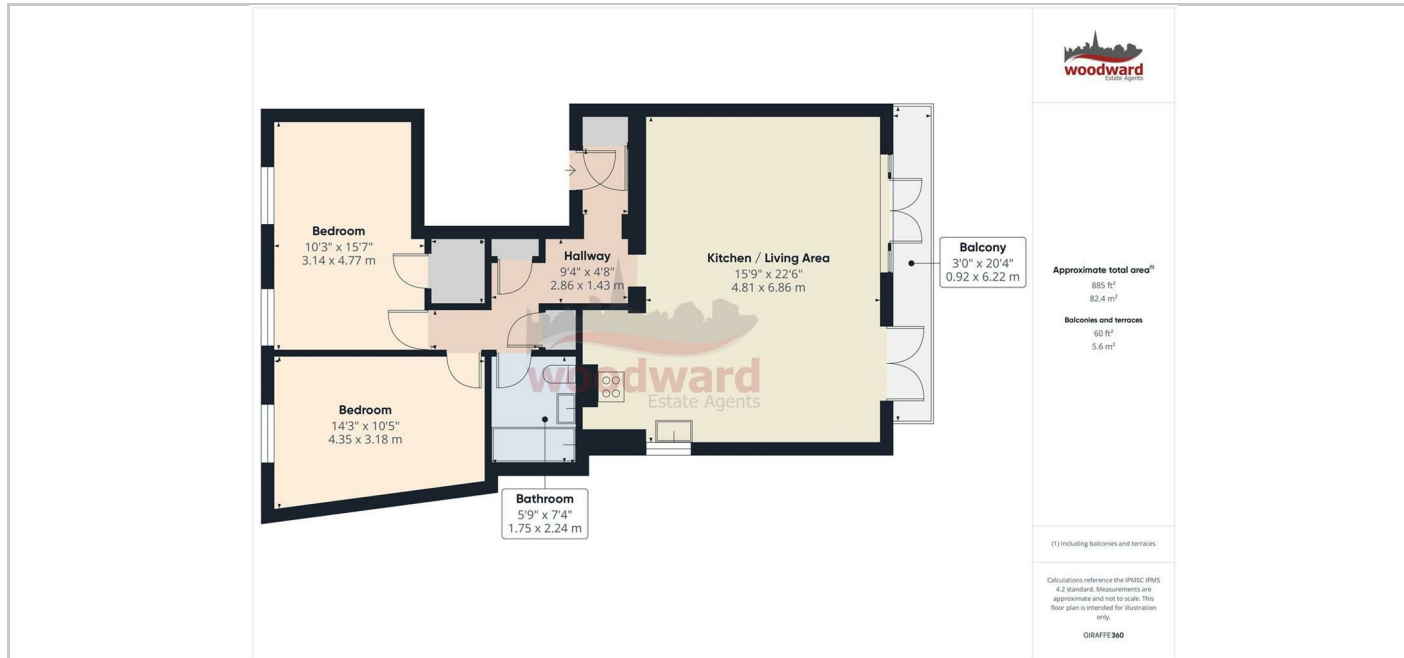 Bedroom
10'3" x 15'7"
3.14 x 4.77 m
Hallway
9'4" x 4'8"
2.86 x 1.43 m
Kitchen / Living Area
15'9" x 22'6"
4.81 x 6.86 m
Balcony
3'0" x 20'4"
0.92 x 6.22 m
Bedroom
14'3" x 10'5"
4.35 x 3.18 m
Bathroom
5'9" x 7'4"
1.75 x 2.24 m
woodward
Estate Agents
woodward
Estate Agents
Approximate total area(1)
885 ft²
82.4 m²
Balconies and terraces
60 ft²
5.6 m²
(1) Including balconies and terraces
Calculations reference the IPMSC IPMS
4.2 standard. Measurements are
approximate and not to scale. This
floor plan is intended for illustration
only.
GIRAFFE360